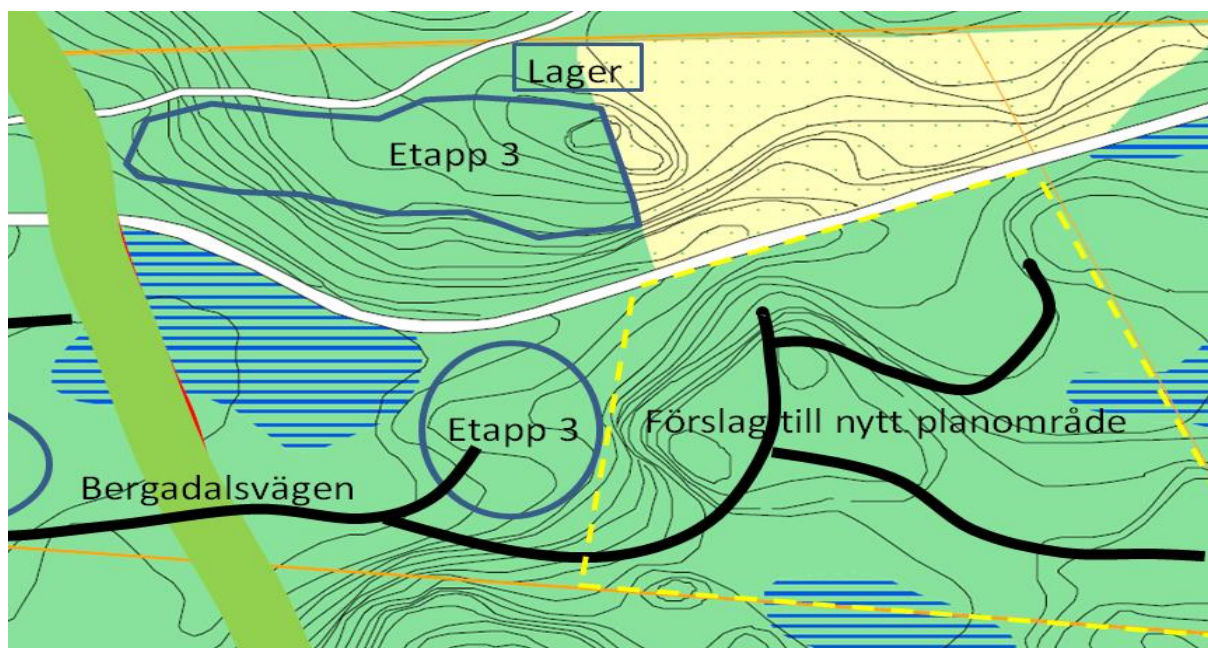 Lager
Etapp 3
Etapp 3
Förslag till nytt planområde
Bergadalsvägen